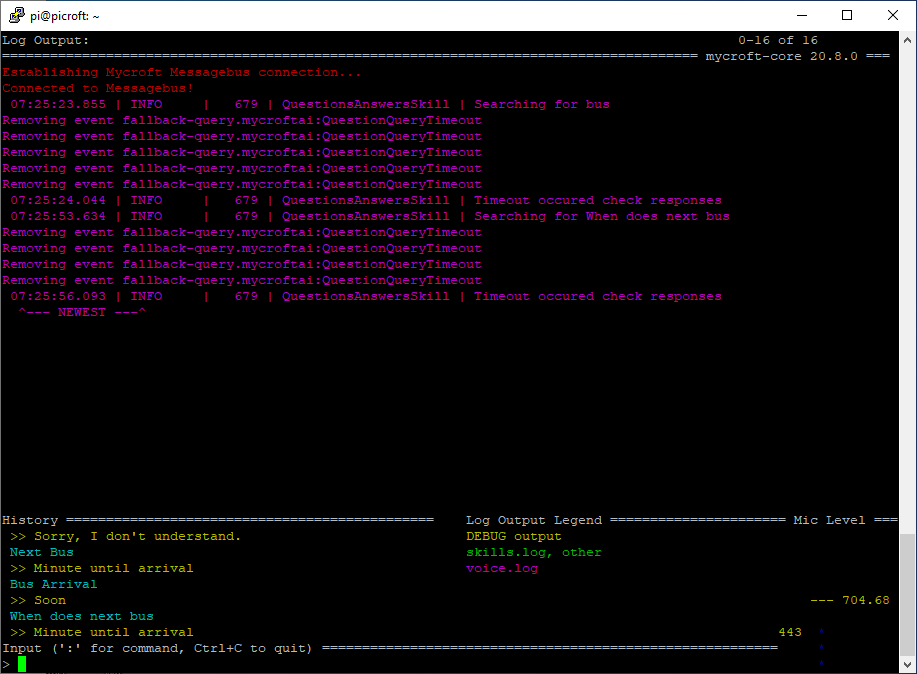 pi@picroft: ~
Log Output: 0-16 of 16
======================================================================================= mycroft-core 20.8.0 ===
Establishing Mycroft Messagebus connection...
Connected to Messagebus!
07:25:23.855 | INFO     |   679 | QuestionsAnswersSkill | Searching for bus
Removing event fallback-query.mycroftai:QuestionQueryTimeout
Removing event fallback-query.mycroftai:QuestionQueryTimeout
Removing event fallback-query.mycroftai:QuestionQueryTimeout
Removing event fallback-query.mycroftai:QuestionQueryTimeout
Removing event fallback-query.mycroftai:QuestionQueryTimeout
07:25:24.044 | INFO     |   679 | QuestionsAnswersSkill | Timeout occured check responses
07:25:53.634 | INFO     |   679 | QuestionsAnswersSkill | Searching for When does next bus
Removing event fallback-query.mycroftai:QuestionQueryTimeout
Removing event fallback-query.mycroftai:QuestionQueryTimeout
Removing event fallback-query.mycroftai:QuestionQueryTimeout
Removing event fallback-query.mycroftai:QuestionQueryTimeout
07:25:56.093 | INFO     |   679 | QuestionsAnswersSkill | Timeout occured check responses
^--- NEWEST ---^
History ============================================== Log Output Legend ====================== Mic Level ===
>> Sorry, I don't understand. DEBUG output
Next Bus skills.log, other
>> Minute until arrival voice.log
Bus Arrival
>> Soon --- 704.68
When does next bus
>> Minute until arrival 443
Input (':' for command, Ctrl+C to quit) =========================================================
>